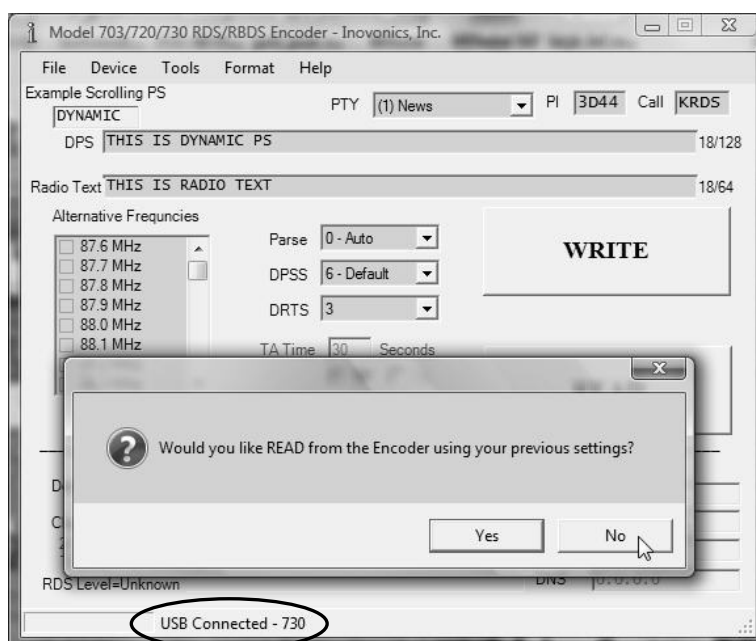 Model 703/720/730 RDS/RBDS Encoder - Inovonics, Inc.
File Device Tools Format Help
Example Scrolling PS
DYNAMIC
PTY (1) News PI 3D44 Call KRDS
DPS THIS IS DYNAMIC PS 18/128
Radio Text THIS IS RADIO TEXT 18/64
Alternative Frequncies
87.6 MHz
87.7 MHz
87.8 MHz
87.9 MHz
88.0 MHz
88.1 MHz
Parse 0 - Auto
DPSS 6 - Default
DRTS 3
TA Time 30 Seconds
WRITE
Would you like READ from the Encoder using your previous settings?
Yes No
RDS Level=Unknown DNS 0.0.0.0
USB Connected - 730